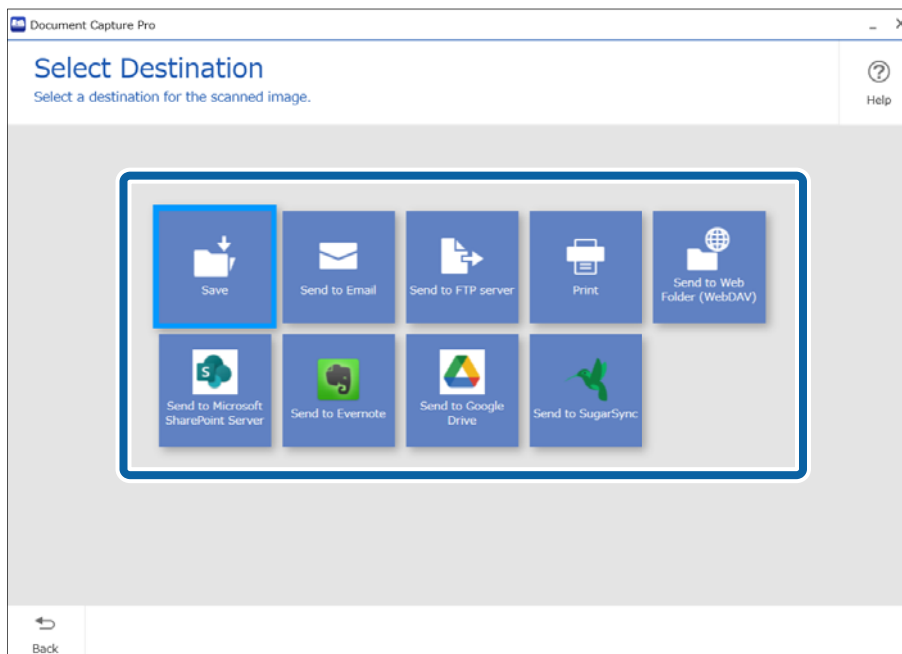 Document Capture Pro
Select Destination
Select a destination for the scanned image.
Help
Save
Send to Email
Send to FTP server
Print
Send to Web
Folder (WebDAV)
S
Send to Microsoft
SharePoint Server
Send to Evernote
Send to Google
Drive
Send to SugarSync
Back